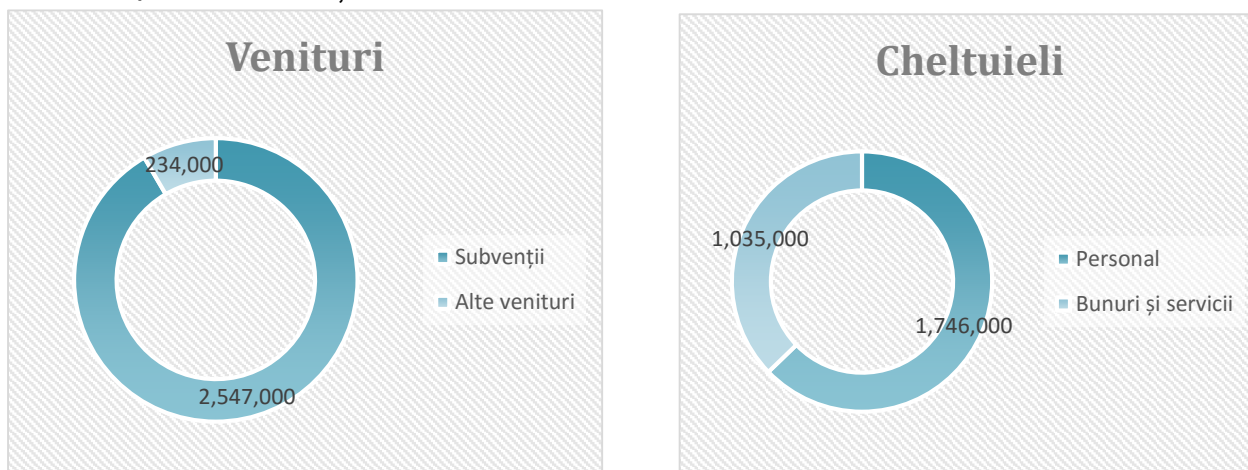 Venituri
234,000
2,547,000
Subvenții
Alte venituri
Cheltuieli
1,035,000
1,746,000
Personal
Bunuri și servicii